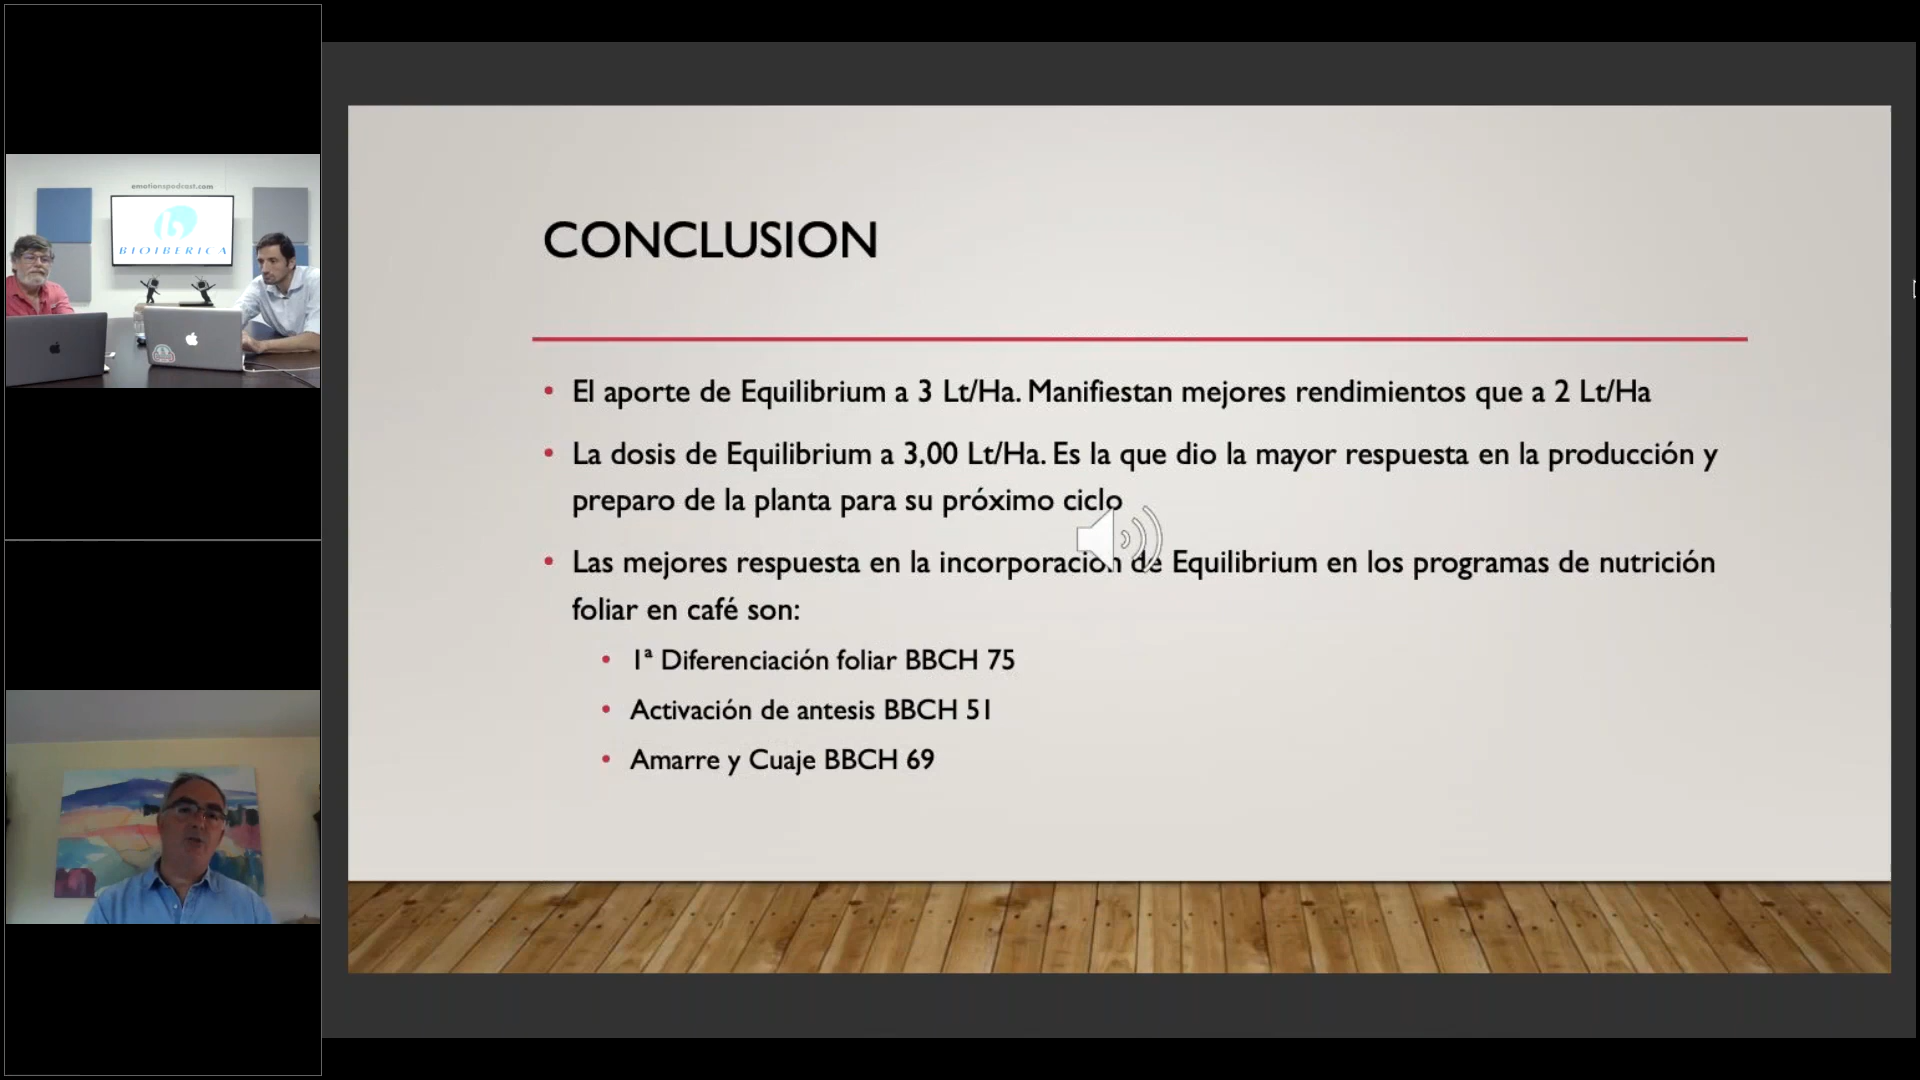 emotionspodcast.com
BIOIBERICA
CONCLUSION
• El aporte de Equilibrium a 3 Lt/Ha. Manifiestan mejores rendimientos que a 2 Lt/Ha
• La dosis de Equilibrium a 3,00 Lt/Ha. Es la que dio la mayor respuesta en la producción y
preparo de la planta para su próximo ciclo
• Las mejores respuesta en la incorporación de Equilibrium en los programas de nutrición
foliar en café son:
• 1ª Diferenciación foliar BBCH 75
• Activación de antesis BBCH 51
• Amarre y Cuaje BBCH 69